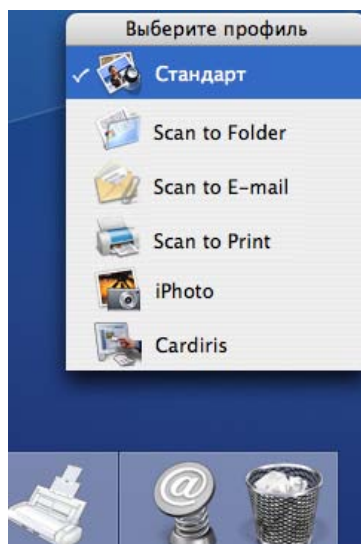 Выберите профиль
Стандарт
Scan to Folder
Scan to E-mail
Scan to Print
iPhoto
Cardiris
@